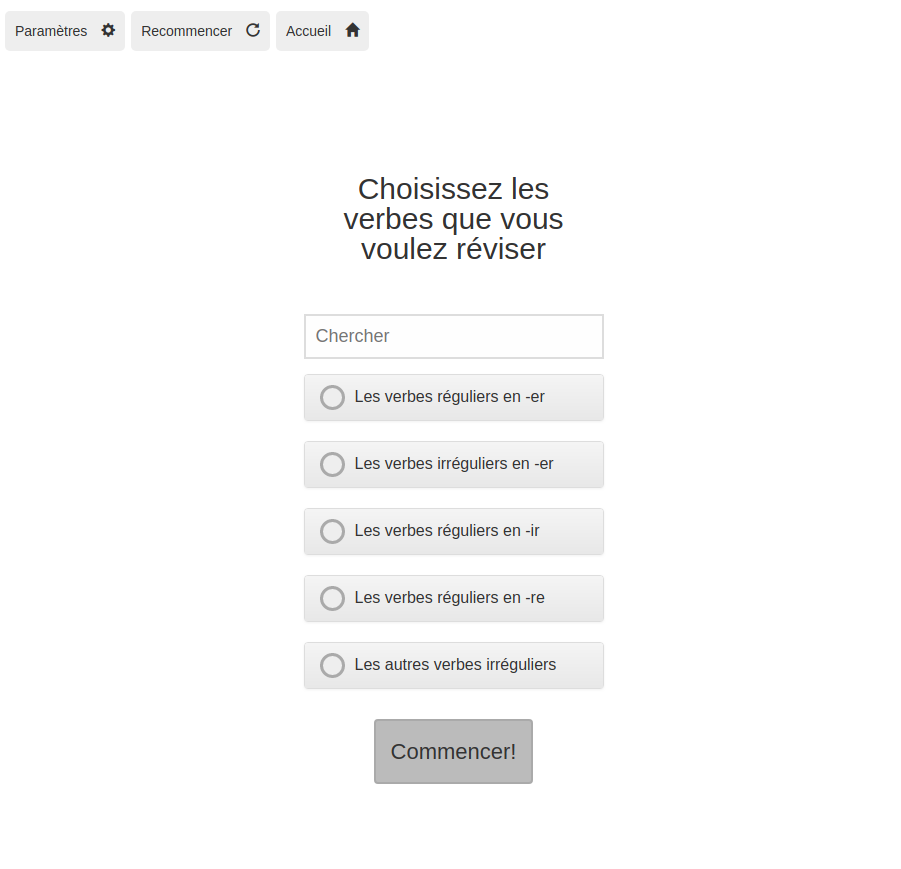 Paramètres
Recommencer
Accueil
Choisissez les
verbes que vous
voulez réviser
Chercher
Les verbes réguliers en -er
Les verbes irréguliers en -er
Les verbes réguliers en -ir
Les verbes réguliers en -re
Les autres verbes irréguliers
Commencer!